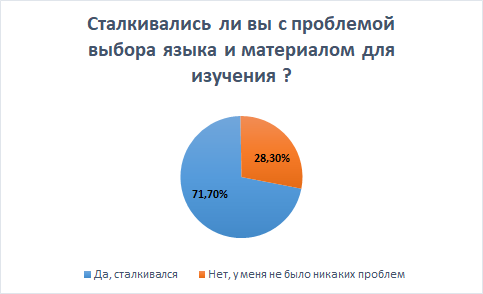 Сталкивались ли вы с проблемой
выбора языка и материалом для
изучения ?
28,30%
71,70%
Да, сталкивался
Нет, у меня не было никаких проблем